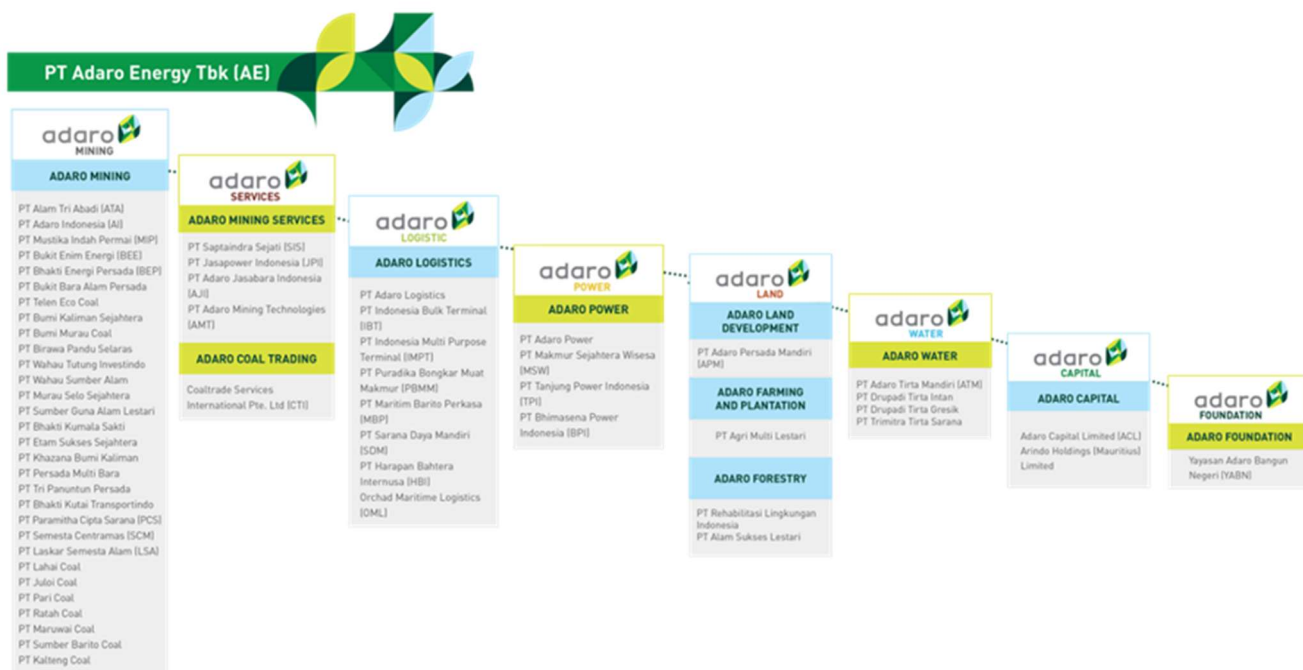 PT Adaro Energy Tbk (AE)
adaro
MINING
ADARO MINING
PT Alam Tri Abadi (ATA)
PT Adaro Indonesia (AI)
PT Mustika Indah Permai (MIP)
PT Bukit Enim Energi (BEE)
PT Bhakti Energi Persada (BEP)
PT Bukit Bara Alam Persada
PT Telen Eco Coal
PT Bumi Kaliman Sejahtera
PT Bumi Murau Coal
PT Birawa Pandu Selaras
PT Wahau Tutung Investindo
PT Wahau Sumber Alam
PT Murau Selo Sejahtera
PT Sumber Guna Alam Lestari
PT Bhakti Kumala Sakti
PT Etam Sukses Sejahtera
PT Khazana Bumi Kaliman
PT Persada Multi Bara
PT Tri Panuntun Persada
PT Bhakti Kutai Transportindo
PT Paramitha Cipta Sarana (PCS)
PT Semesta Centramas (SCM)
PT Laskar Semesta Alam (LSA)
PT Lahai Coal
PT Juloi Coal
PT Pari Coal
PT Ratah Coal
PT Maruwai Coal
PT Sumber Barito Coal
PT Kalteng Coal
adaro
SERVICES
ADARO MINING SERVICES
PT Saptaindra Sejati (SIS)
PT Jasapower Indonesia (JPI)
PT Adaro Jasabara Indonesia
(AJI)
PT Adaro Mining Technologies
(AMT)
ADARO COAL TRADING
Coaltrade Services
International Pte. Ltd (CTI)
adaro
LOGISTIC
ADARO LOGISTICS
PT Adaro Logistics
PT Indonesia Bulk Terminal
(IBT)
PT Indonesia Multi Purpose
Terminal (IMPT)
PT Puradika Bongkar Muat
Makmur (PBMM)
PT Maritim Barito Perkasa
(MBP)
PT Sarana Daya Mandiri
(SDM)
PT Harapan Bahtera
Internusa (HBI)
Orchad Maritime Logistics
(OML)
adaro
POWER
ADARO POWER
PT Adaro Power
PT Makmur Sejahtera Wisesa
(MSW)
PT Tanjung Power Indonesia
(TPI)
PT Bhimasena Power
Indonesia (BPI)
adaro
LAND
ADARO LAND
DEVELOPMENT
PT Adaro Persada Mandiri
(APM)
ADARO FARMING
AND PLANTATION
PT Agri Multi Lestari
ADARO FORESTRY
PT Rehabilitasi Lingkungan
Indonesia
PT Alam Sukses Lestari
adaro
WATER
ADARO WATER
PT Adaro Tirta Mandiri (ATM)
PT Drupadi Tirta Intan
PT Drupadi Tirta Gresik
PT Trimitra Tirta Sarana
adaro
CAPITAL
ADARO CAPITAL
Adaro Capital Limited (ACL)
Arindo Holdings (Mauritius)
Limited
adaro
FOUNDATION
ADARO FOUNDATION
Yayasan Adaro Bangun
Negeri (YABN)